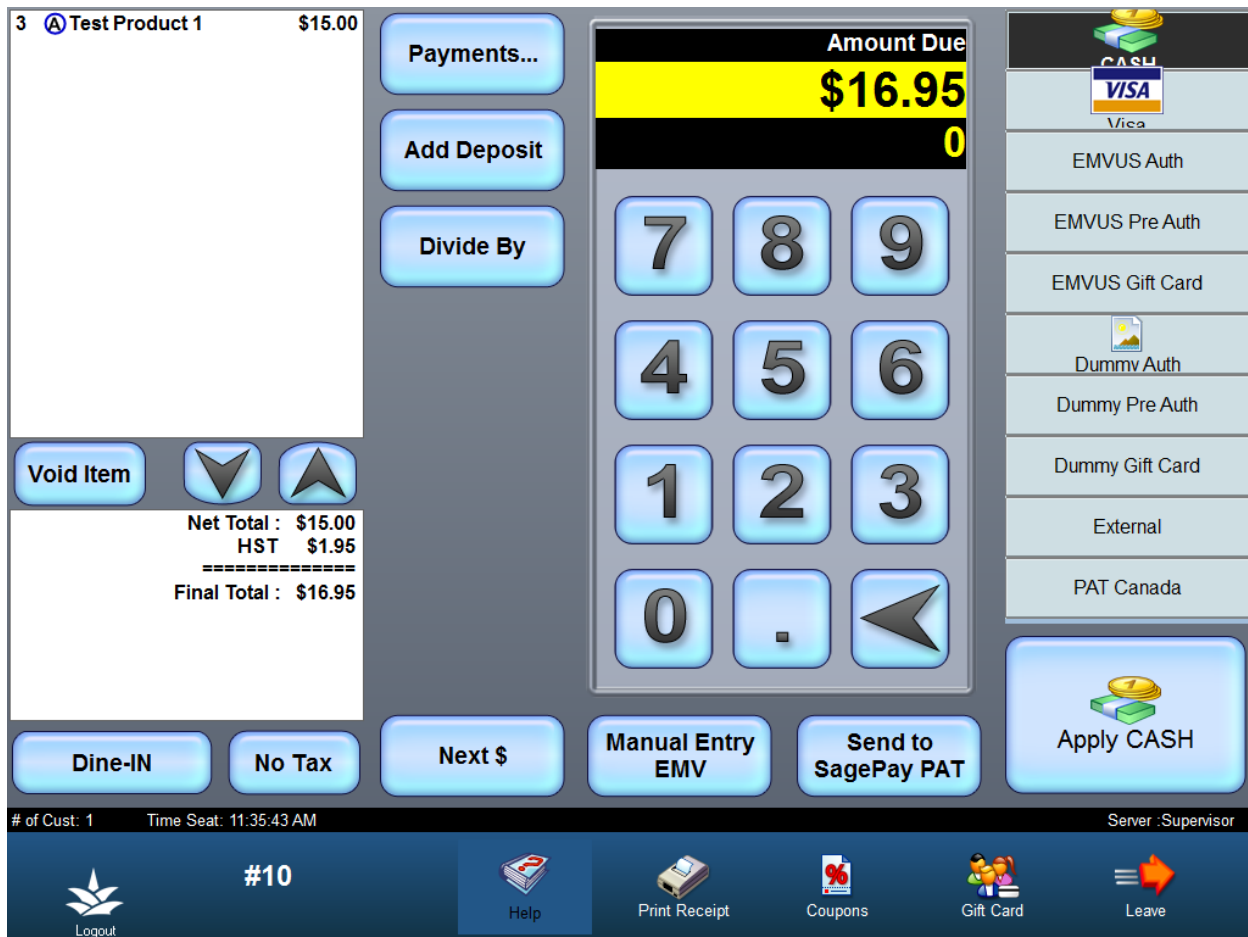 3 A Test Product 1 $15.00
Void Item
Net Total : $15.00
HST $1.95
==============
Final Total : $16.95
Dine-IN
No Tax
Payments...
Add Deposit
Divide By
Next $
Amount Due
$16.95
0
7 8 9
4 5 6
1 2 3
0 .
Manual Entry
EMV
Send to
SagePay PAT
CASH
VISA
Visa
EMVUS Auth
EMVUS Pre Auth
EMVUS Gift Card
Dummy Auth
Dummy Pre Auth
Dummy Gift Card
External
PAT Canada
Apply CASH
# of Cust: 1 Time Seat: 11:35:43 AM Server :Supervisor
Logout
#10
Help
Print Receipt
Coupons
Gift Card
Leave